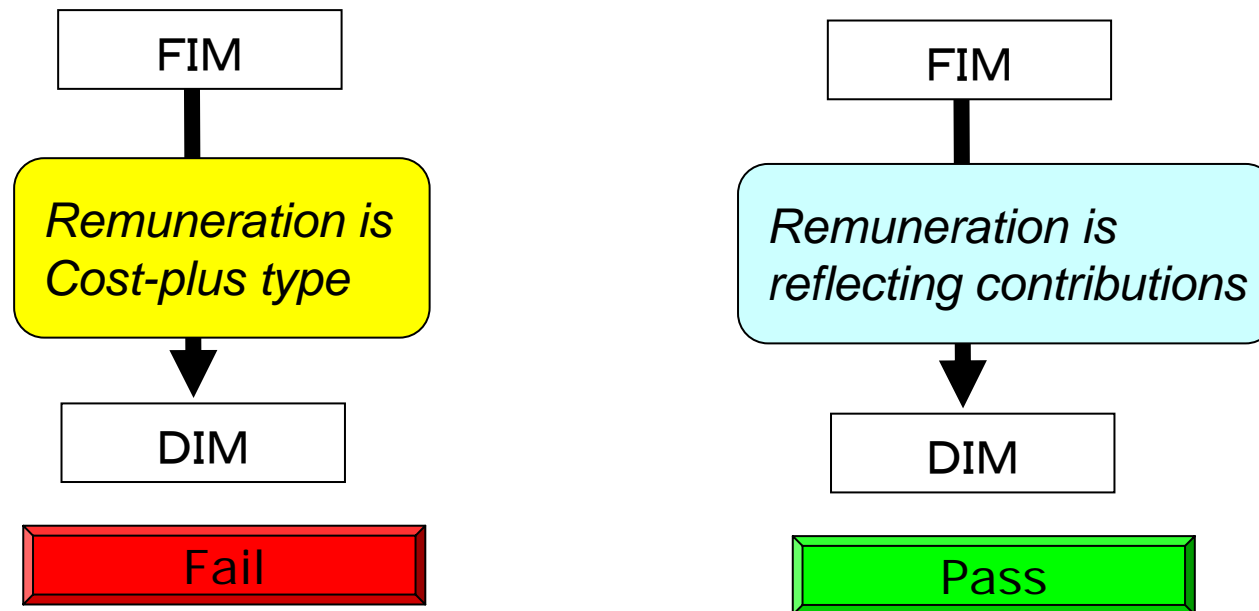 FIM
Remuneration is
Cost-plus type
DIM
Fail
FIM
Remuneration is
reflecting contributions
DIM
Pass